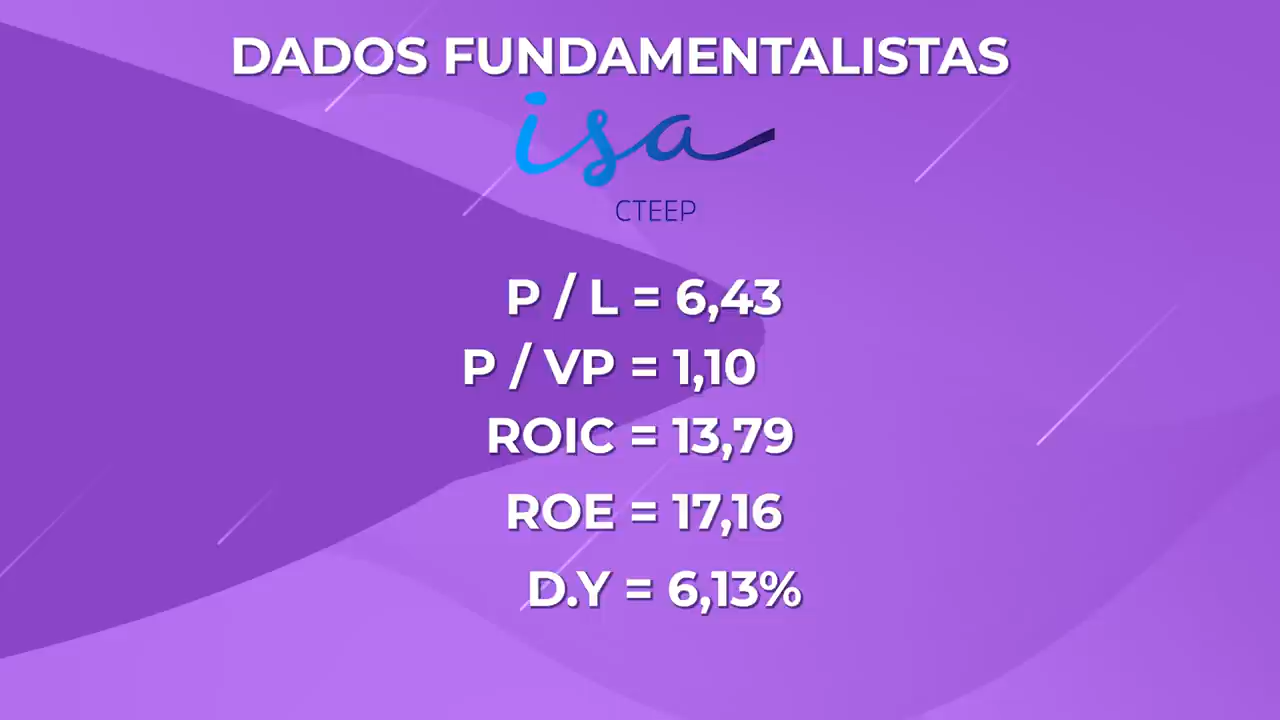 DADOS FUNDAMENTALISTAS
isa
CTEEP
P / L = 6,43
P / VP = 1,10
ROIC = 13,79
ROE = 17,16
D.Y = 6,13%